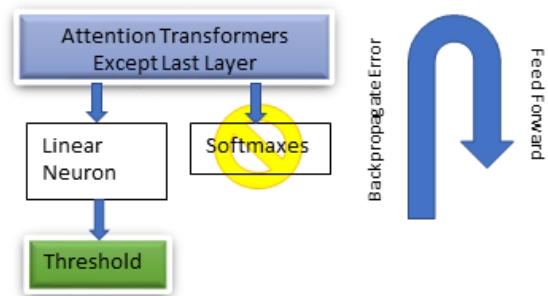 Attention Transformers
Except Last Layer
Linear
Neuron
Softmaxes
Threshold
Backpropagate Error
Feed Forward